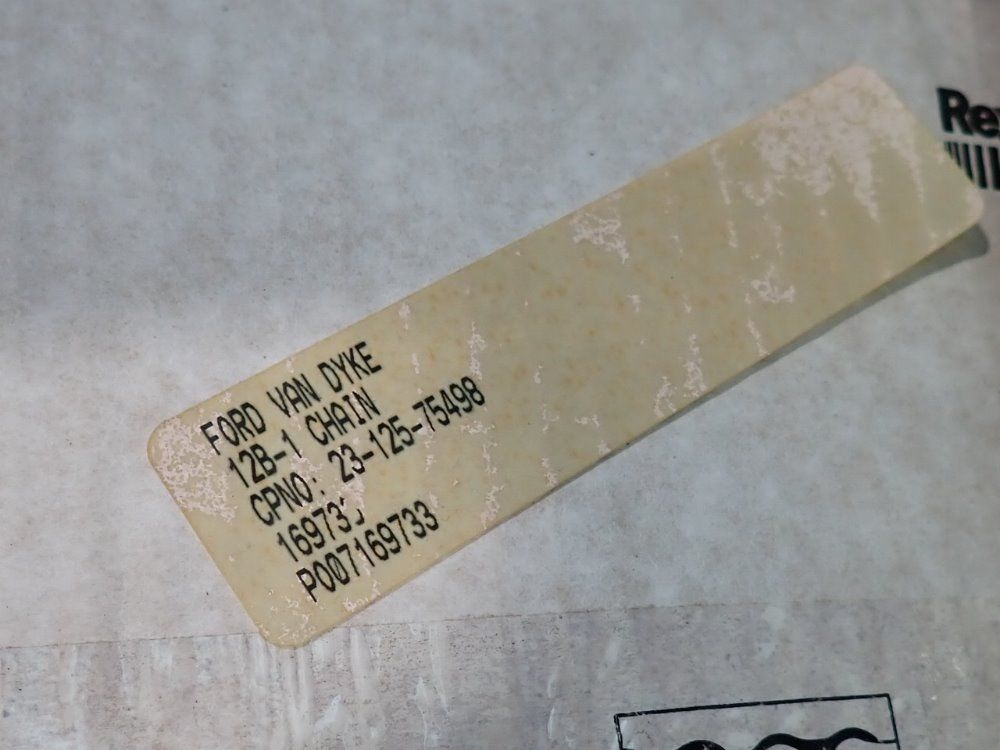 FORD VAN DYKE
12B-1 CHAIN
CPNO: 23-125-75498
P007169733